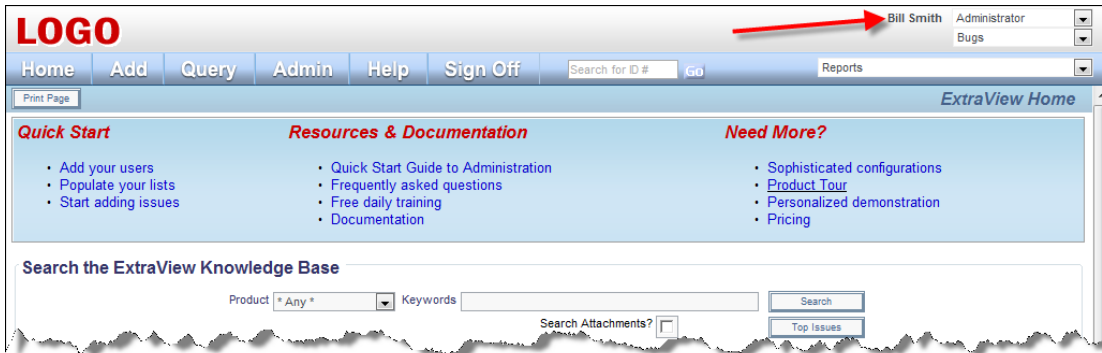 LOGO
Bill Smith Administrator
Bugs
Home Add Query Admin Help Sign Off Search for ID # Go Reports
Print Page ExtraView Home
Quick Start Resources & Documentation Need More?
• Add your users • Quick Start Guide to Administration • Sophisticated configurations
• Populate your lists • Frequently asked questions • Product Tour
• Start adding issues • Free daily training • Personalized demonstration
• Documentation • Pricing
Search the ExtraView Knowledge Base
Product * Any * Keywords Search
Search Attachments? Top Issues